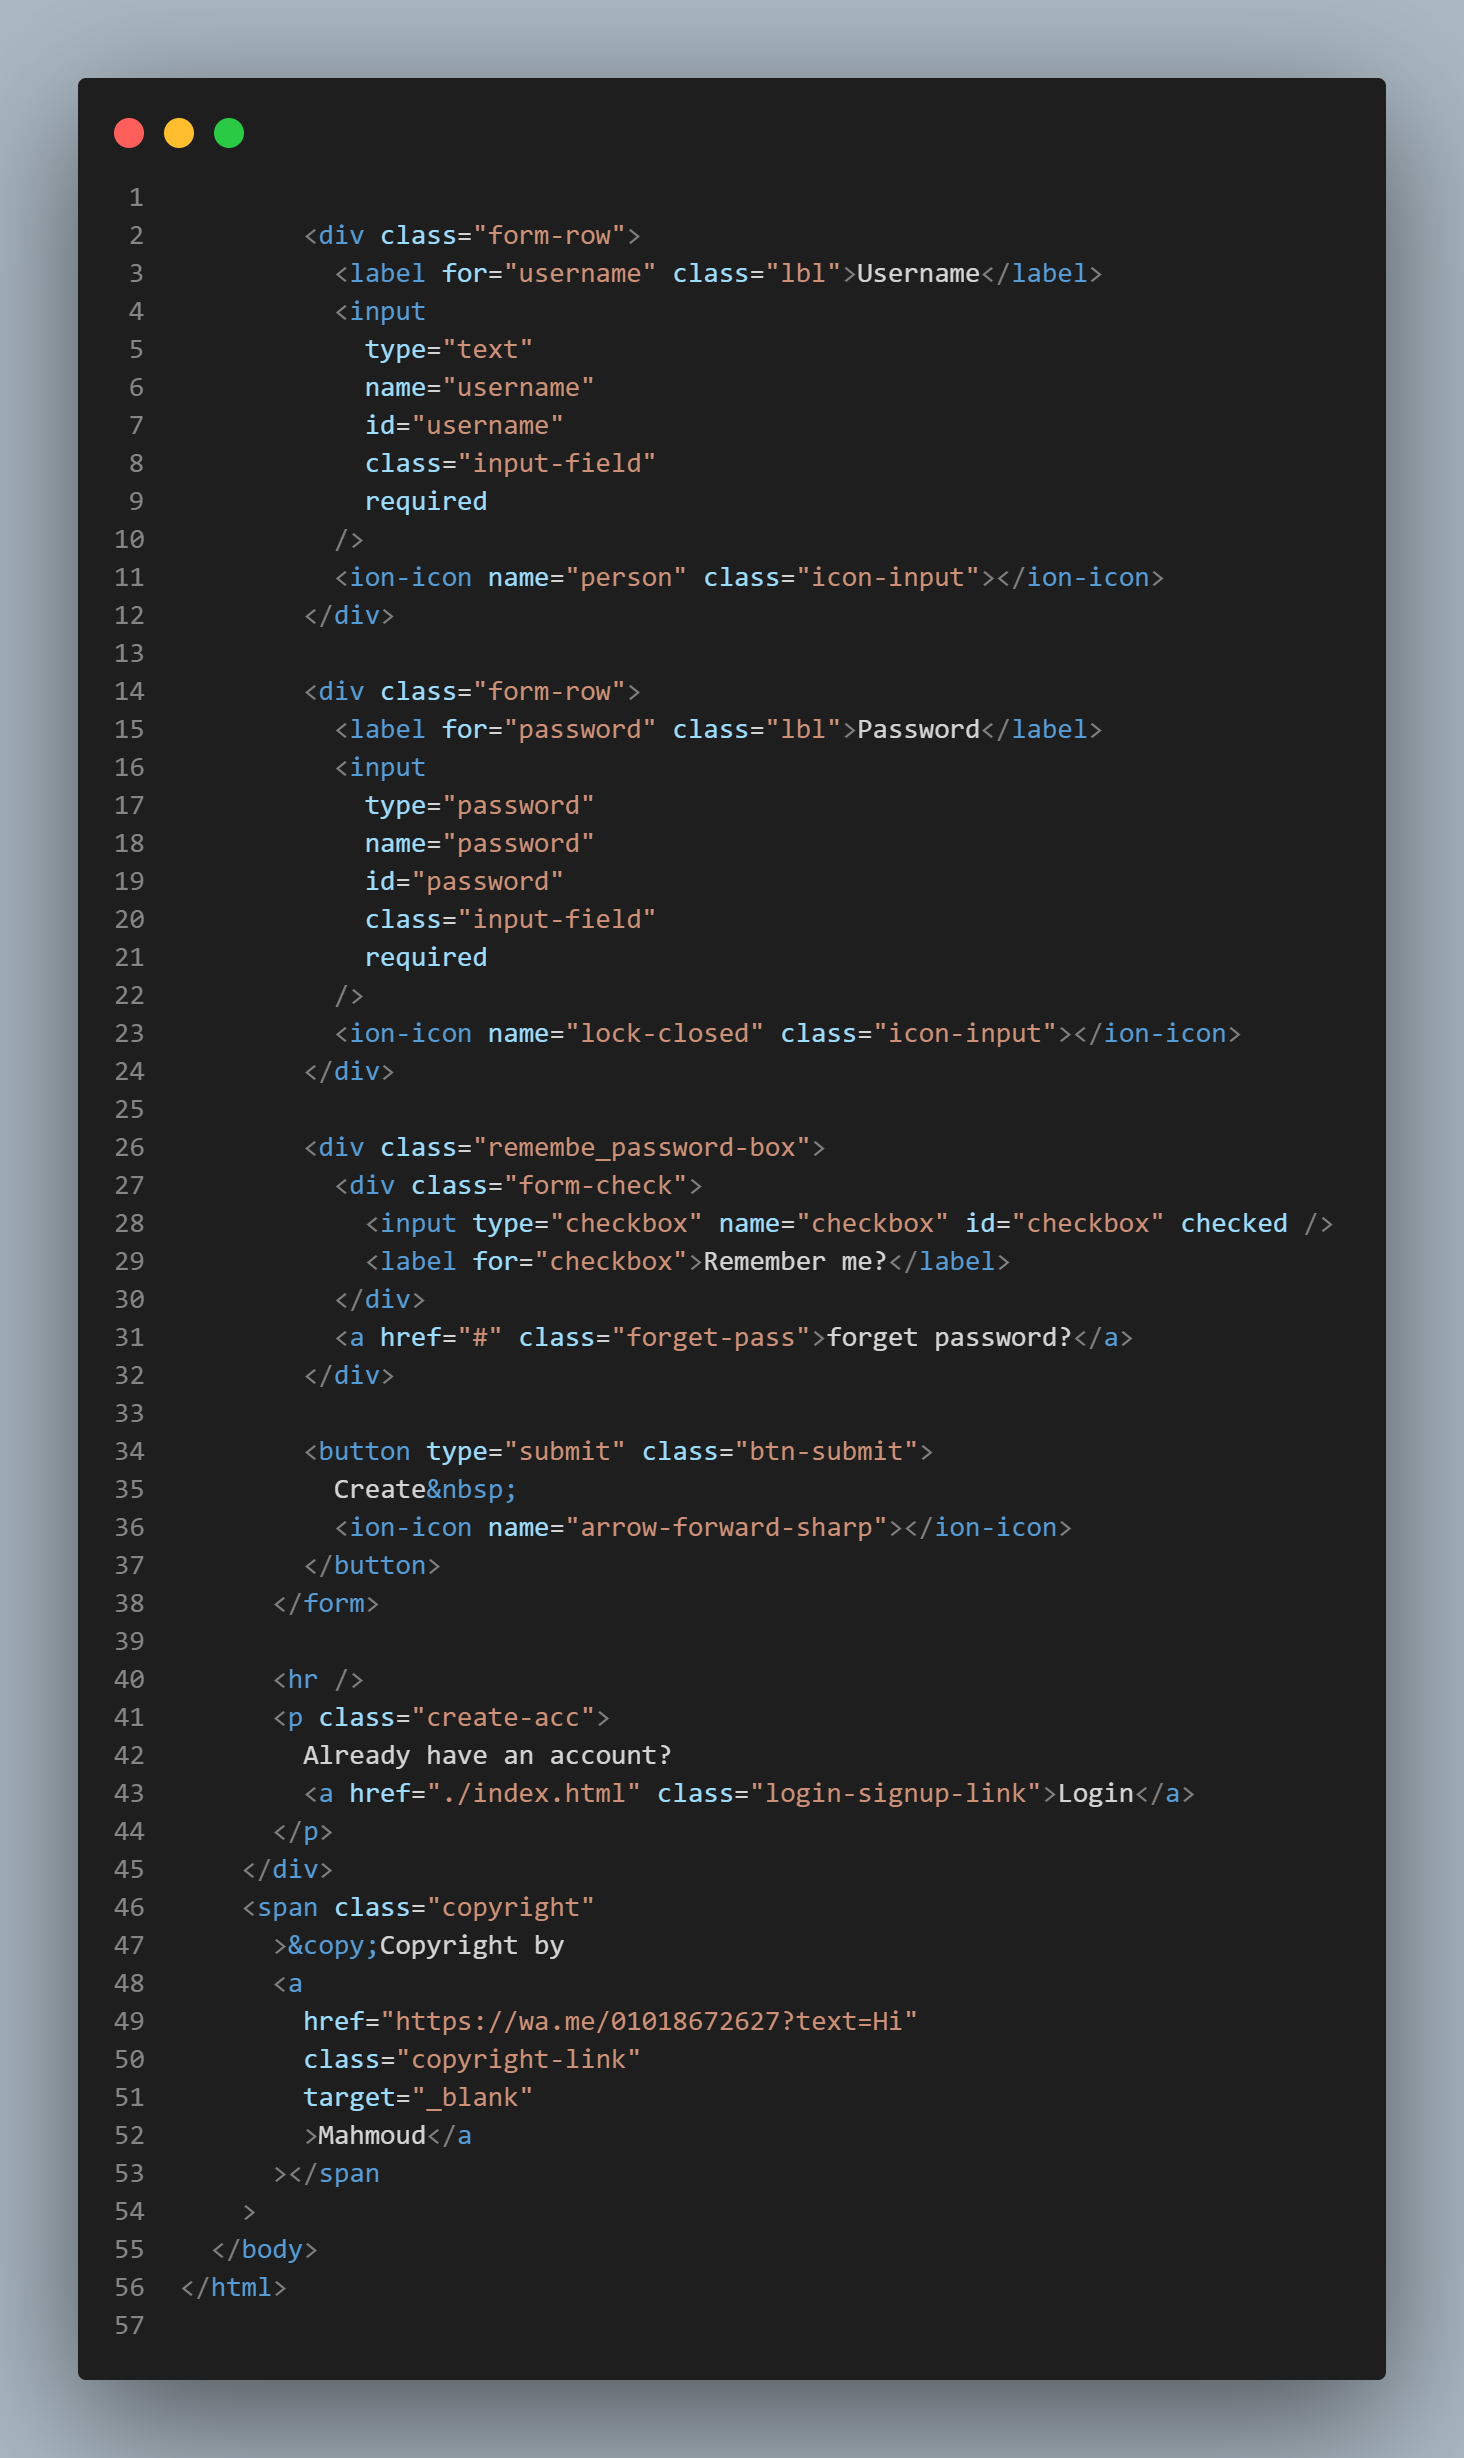 1
2         <div class="form-row">
3           <label for="username" class="lbl">Username</label>
4           <input
5             type="text"
6             name="username"
7             id="username"
8             class="input-field"
9             required
10           />
11           <ion-icon name="person" class="icon-input"></ion-icon>
12         </div>
13
14         <div class="form-row">
15           <label for="password" class="lbl">Password</label>
16           <input
17             type="password"
18             name="password"
19             id="password"
20             class="input-field"
21             required
22           />
23           <ion-icon name="lock-closed" class="icon-input"></ion-icon>
24         </div>
25
26         <div class="remembe_password-box">
27           <div class="form-check">
28             <input type="checkbox" name="checkbox" id="checkbox" checked />
29             <label for="checkbox">Remember me?</label>
30           </div>
31           <a href="#" class="forget-pass">forget password?</a>
32         </div>
33
34         <button type="submit" class="btn-submit">
35           Create&nbsp;
36           <ion-icon name="arrow-forward-sharp"></ion-icon>
37         </button>
38       </form>
39
40       <hr />
41       <p class="create-acc">
42         Already have an account?
43         <a href="./index.html" class="login-signup-link">Login</a>
44       </p>
45     </div>
46     <span class="copyright"
47       >&copy;Copyright by
48       <a
49         href="https://wa.me/01018672627?text=Hi"
50         class="copyright-link"
51         target="_blank"
52         >Mahmoud</a
53       ></span
54     >
55   </body>
56 </html>
57